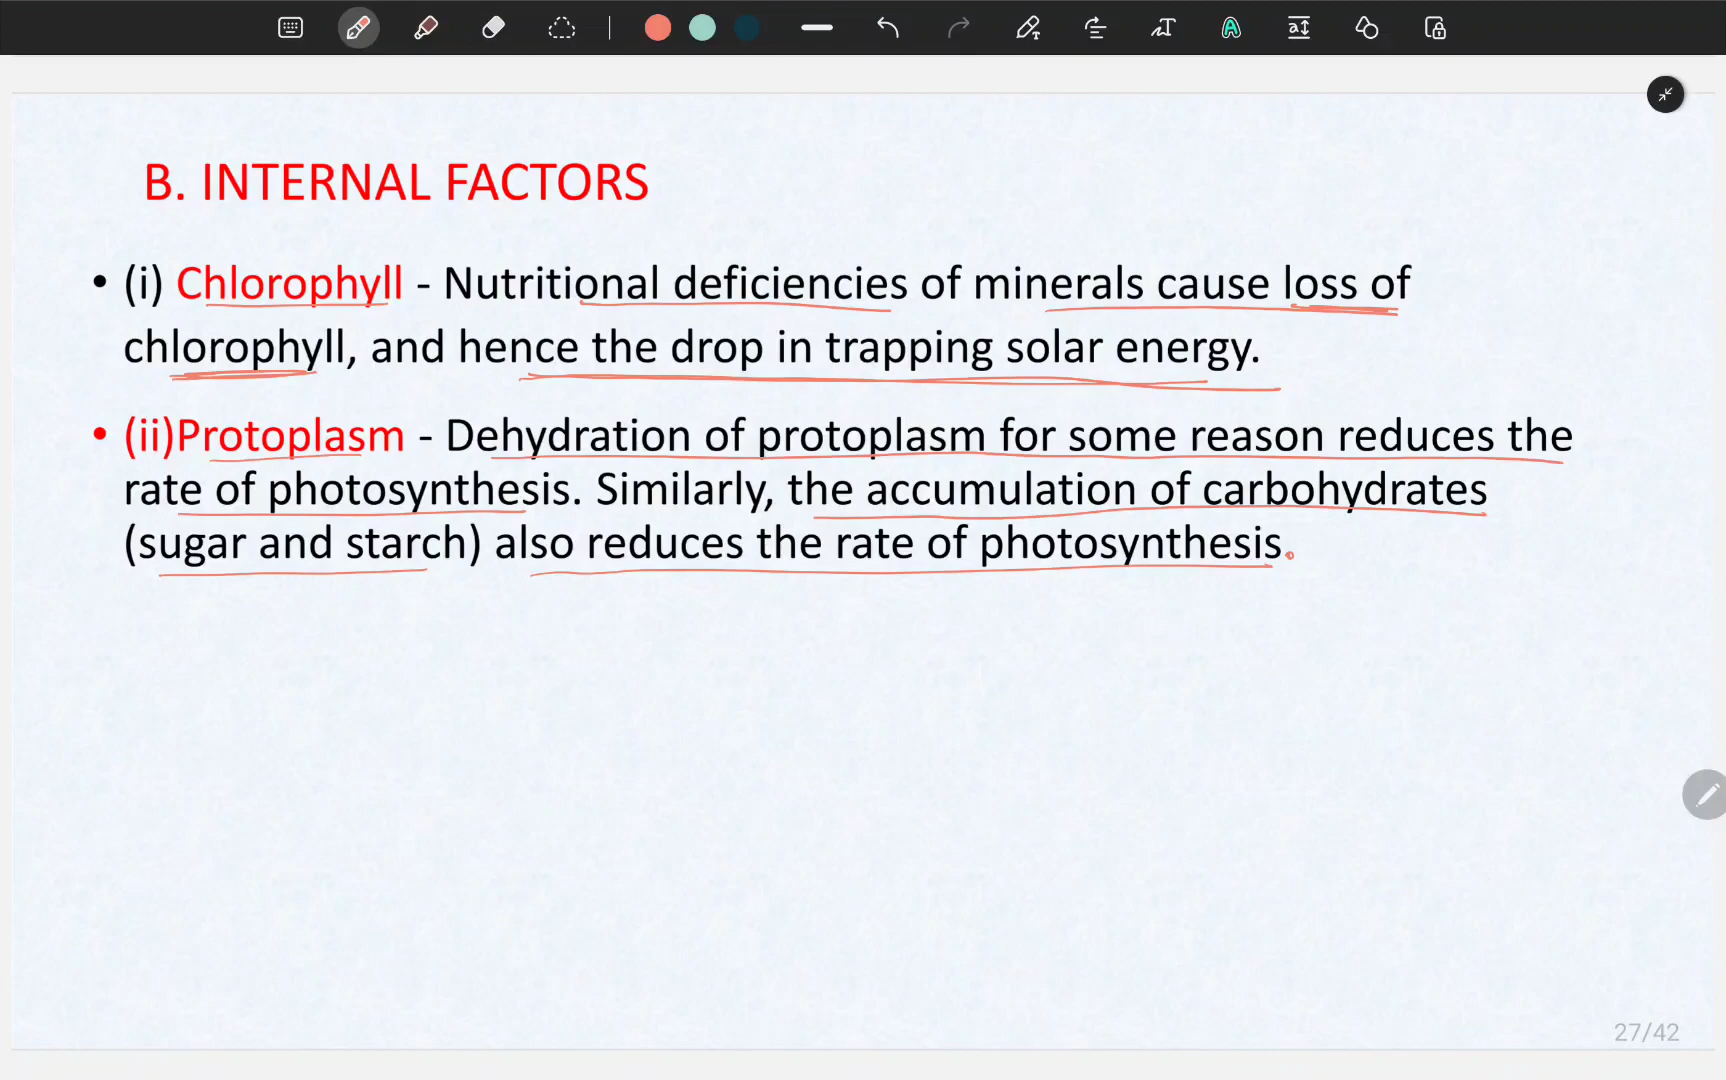 B. INTERNAL FACTORS
• (i) Chlorophyll - Nutritional deficiencies of minerals cause loss of
chlorophyll, and hence the drop in trapping solar energy.
• (ii)Protoplasm - Dehydration of protoplasm for some reason reduces the
rate of photosynthesis. Similarly, the accumulation of carbohydrates
(sugar and starch) also reduces the rate of photosynthesis.
27/42